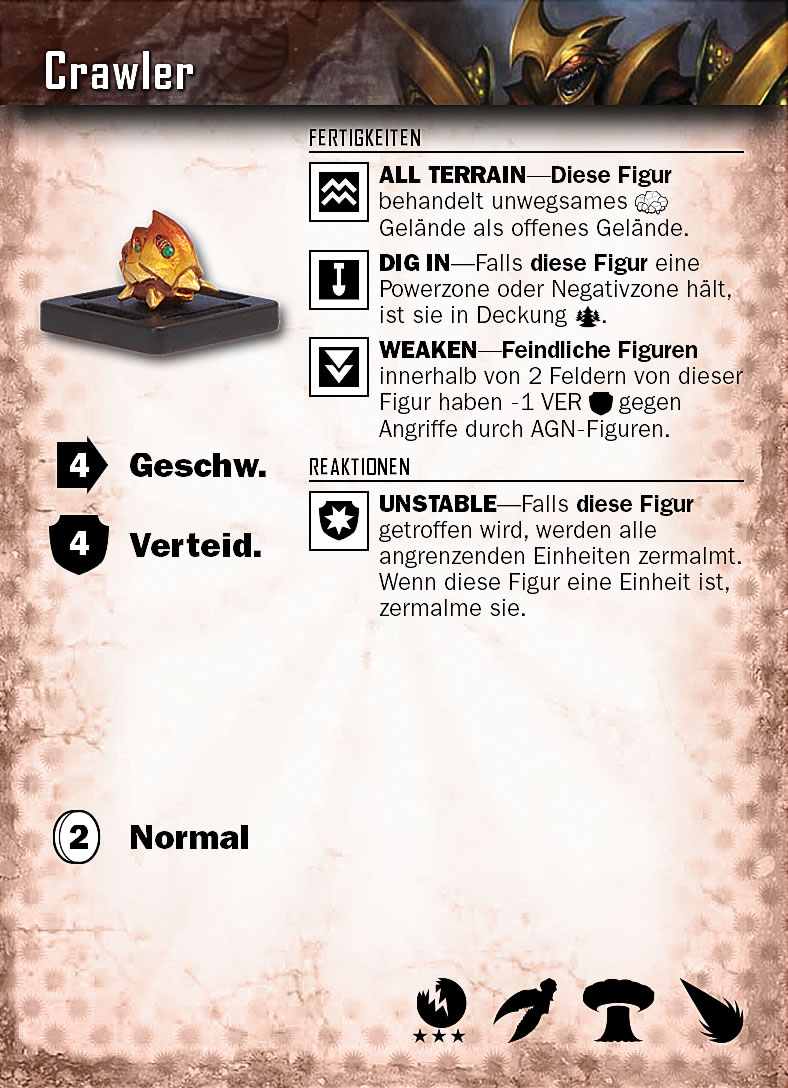 Crawler
FERTIGKEITEN
ALL TERRAIN—Diese Figur
behandelt unwegsames
Gelände als offenes Gelände.
DIG IN—Falls diese Figur eine
Powerzone oder Negativzone hält,
ist sie in Deckung .
WEAKEN—Feindliche Figuren
innerhalb von 2 Feldern von dieser
Figur haben -1 VER gegen
Angriffe durch AGN-Figuren.
4 Geschw.
REAKTIONEN
4 Verteid.
UNSTABLE—Falls diese Figur
getroffen wird, werden alle
angrenzenden Einheiten zermalmt.
Wenn diese Figur eine Einheit ist,
zermalme sie.
2 Normal